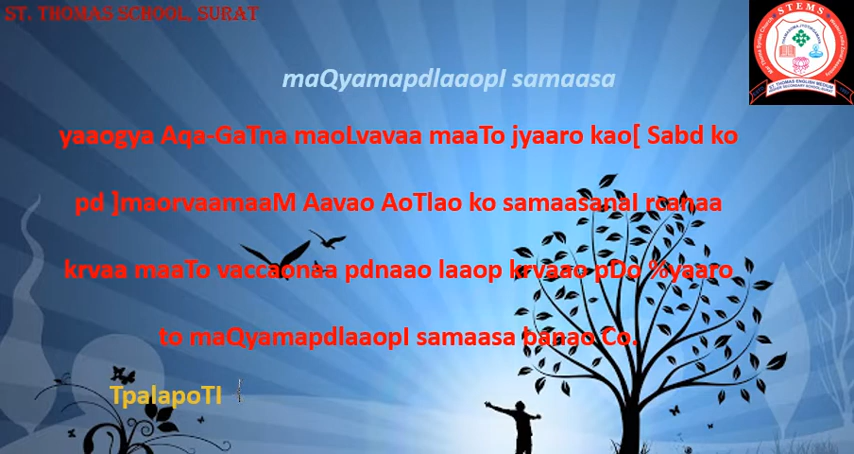 ST. THOMAS SCHOOL, SURAT
STEMS
maQyamapdlaaopI samaasa
yaaogya Aqa-GaTna maoLvavaa maaTo jyaaro kao[ Sabd ko
pd ]maorvaamaaM Aavao AoTlao ko samaasanaI rcanaa
krvaa maaTo vaccaonaa pdnaao laaop krvaao pDo %yaaro
to maQyamapdlaaopI samaasa banao Co.
TpalapoTI